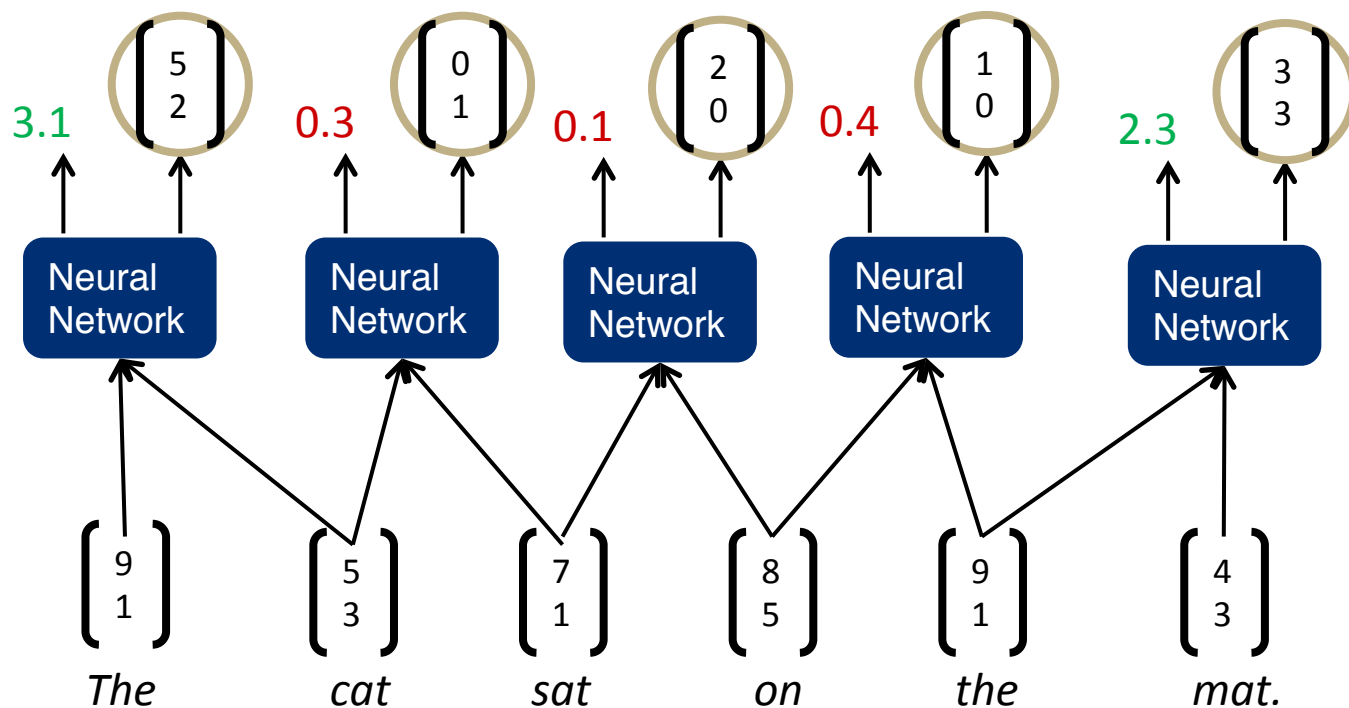 5 0 2 1 3
2 1 0 0 3
3.1 0.3 0.1 0.4 2.3
Neural Neural Neural Neural Neural
Network Network Network Network Network
9 5 7 8 9 4
1 3 1 5 1 3
The cat sat on the mat.